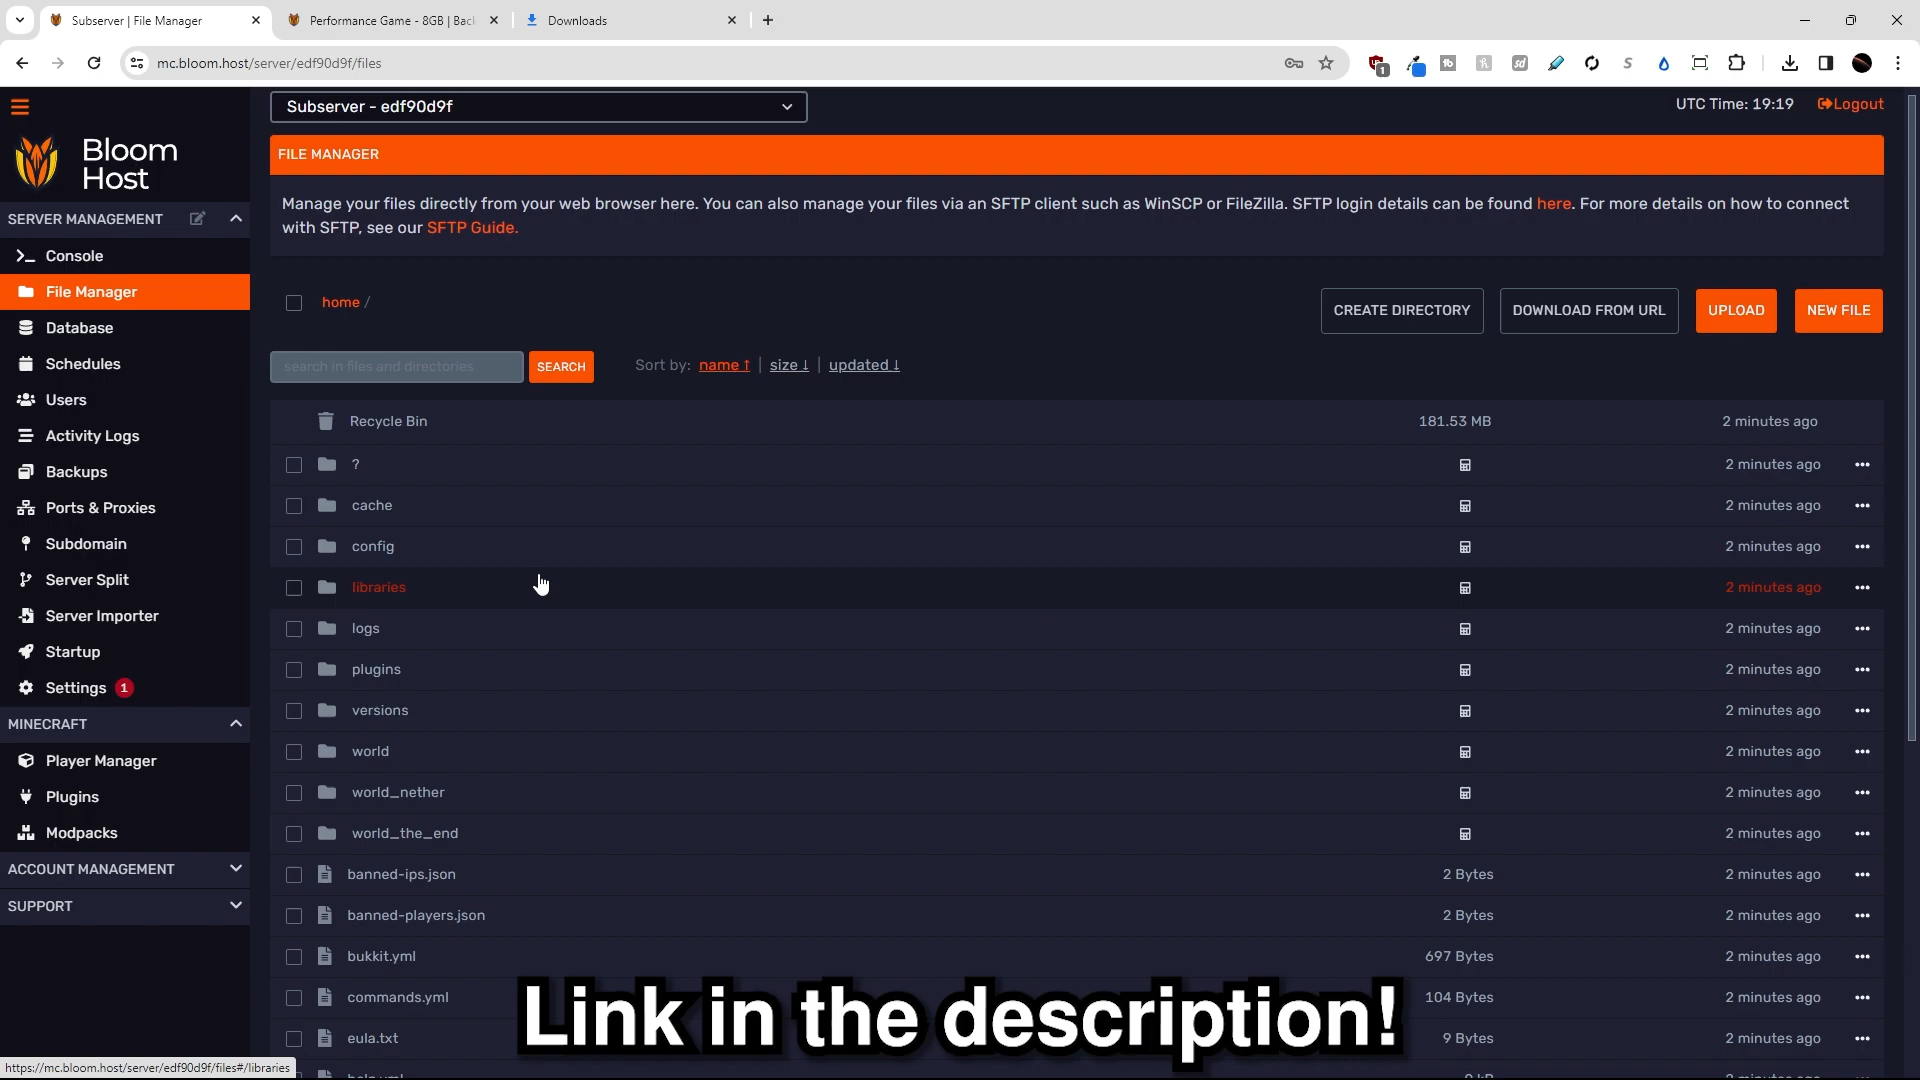 Subserver | File Manager
Performance Game - 8GB | Bac
Downloads
mc.bloom.host/server/edf90d9f/files
1
Subserver - edf90d9f
UTC Time: 19:19
Logout
Bloom
Host
FILE MANAGER
Manage your files directly from your web browser here. You can also manage your files via an SFTP client such as WinSCP or FileZilla. SFTP login details can be found here. For more details on how to connect
with SFTP, see our SFTP Guide.
SERVER MANAGEMENT
Console
File Manager
Database
Schedules
Users
Activity Logs
Backups
Ports & Proxies
Subdomain
Server Split
Server Importer
Startup
Settings 1
MINECRAFT
Player Manager
Plugins
Modpacks
ACCOUNT MANAGEMENT
SUPPORT
home /
CREATE DIRECTORY
DOWNLOAD FROM URL
UPLOAD
NEW FILE
search in files and directories
SEARCH
Sort by: name ↑ | size ↓ | updated ↓
Recycle Bin 181.53 MB 2 minutes ago
? 2 minutes ago
cache 2 minutes ago
config 2 minutes ago
libraries 2 minutes ago
logs 2 minutes ago
plugins 2 minutes ago
versions 2 minutes ago
world 2 minutes ago
world_nether 2 minutes ago
world_the_end 2 minutes ago
banned-ips.json 2 Bytes 2 minutes ago
banned-players.json 2 Bytes 2 minutes ago
bukkit.yml 697 Bytes 2 minutes ago
commands.yml 104 Bytes 2 minutes ago
eula.txt 9 Bytes 2 minutes ago
Link in the description!
https://mc.bloom.host/server/edf90d9f/files#/libraries